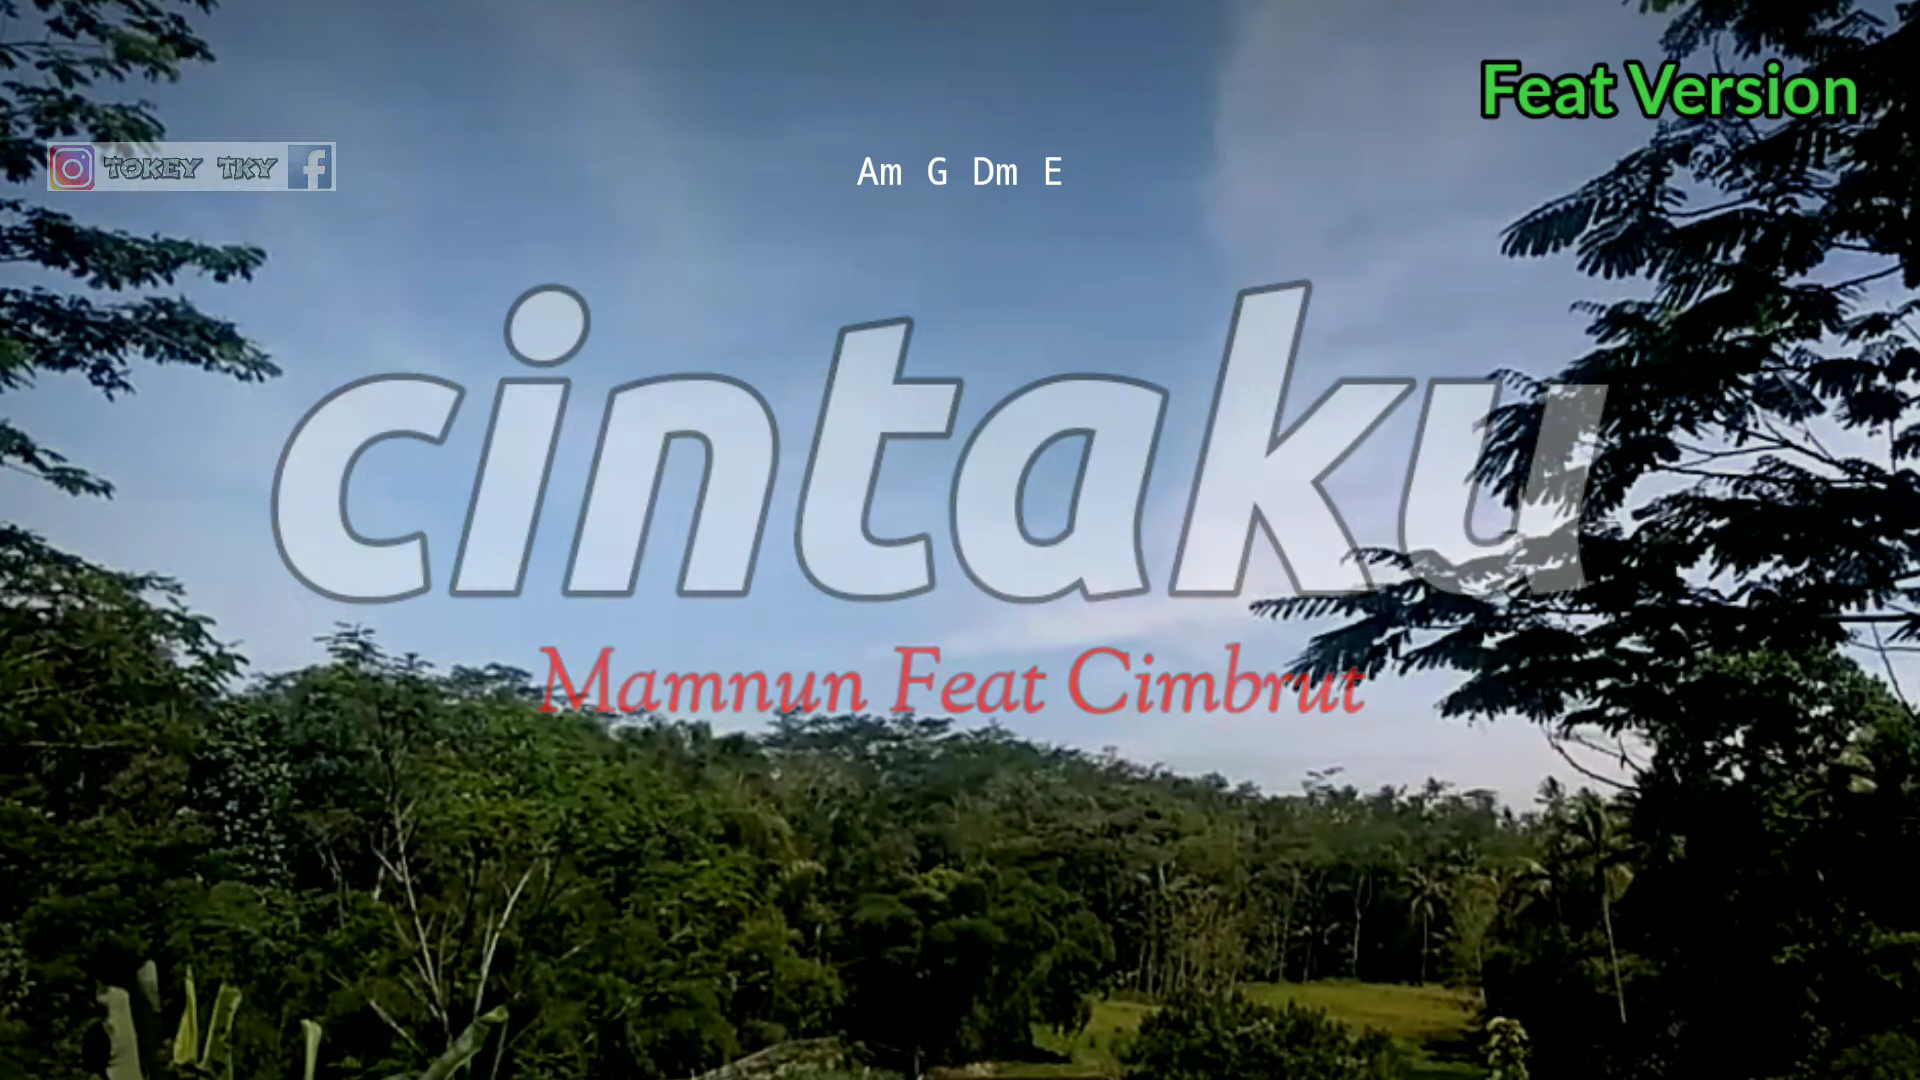 Feat Version
TOKEY TKY
Am G Dm E
cintaku
Mamnun Feat Cimbrut